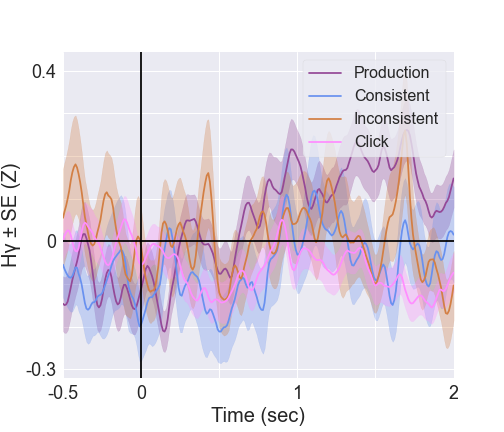 Production
Consistent
Inconsistent
Click
0.4
0
-0.3
Hγ ± SE (Z)
-0.5
0
1
2
Time (sec)